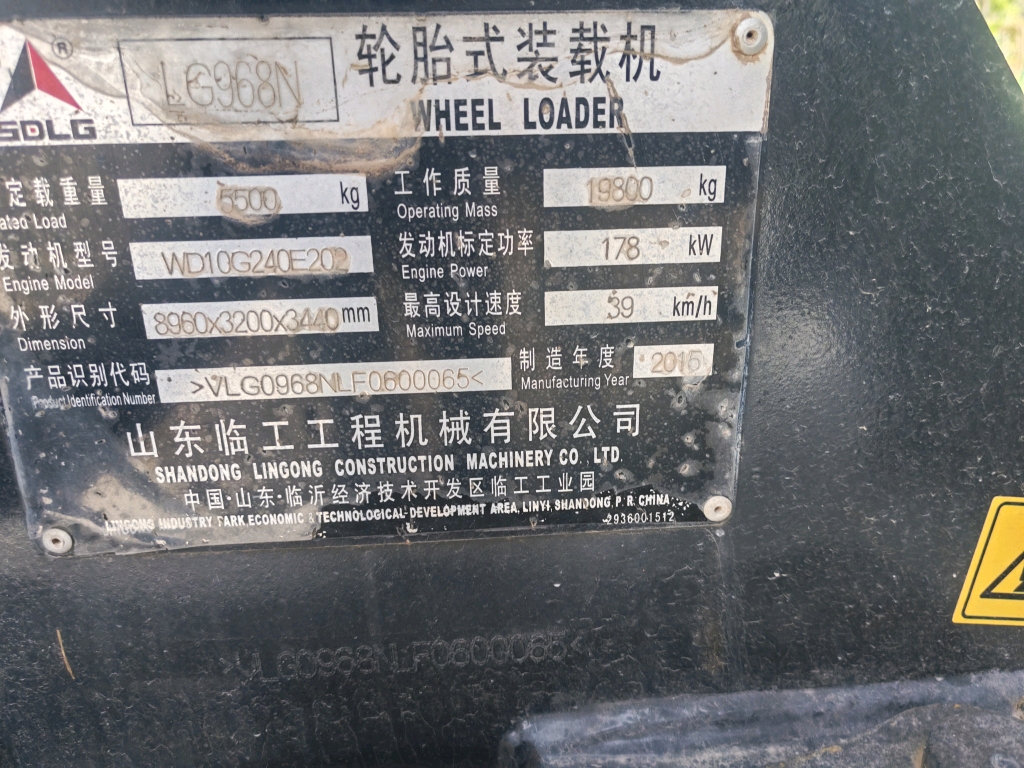 ® LG968N 轮胎式装载机
SDLG WHEEL LOADER
定载重量 5500 kg 工作质量 19800 kg
ated Load Operating Mass
发动机型号 WD10G240E202 发动机标定功率 178 kW
Engine Model Engine Power
外形尺寸 8960x3200x3440 mm 最高设计速度 39 km/h
Dimension Maximum Speed
产品识别代码 >VLG0968NLF0600065< 制造年度 2015
Product Identification Number Manufacturing Year
山东临工工程机械有限公司
SHANDONG LINGONG CONSTRUCTION MACHINERY CO., LTD.
中国·山东·临沂经济技术开发区临工工业园
LINGONG INDUSTRY PARK,ECONOMIC & TECHNOLOGICAL DEVELOPMENT AREA, LINYI, SHANDONG, P. R. CHINA
2936001512
>VLG0968NLF0600065<